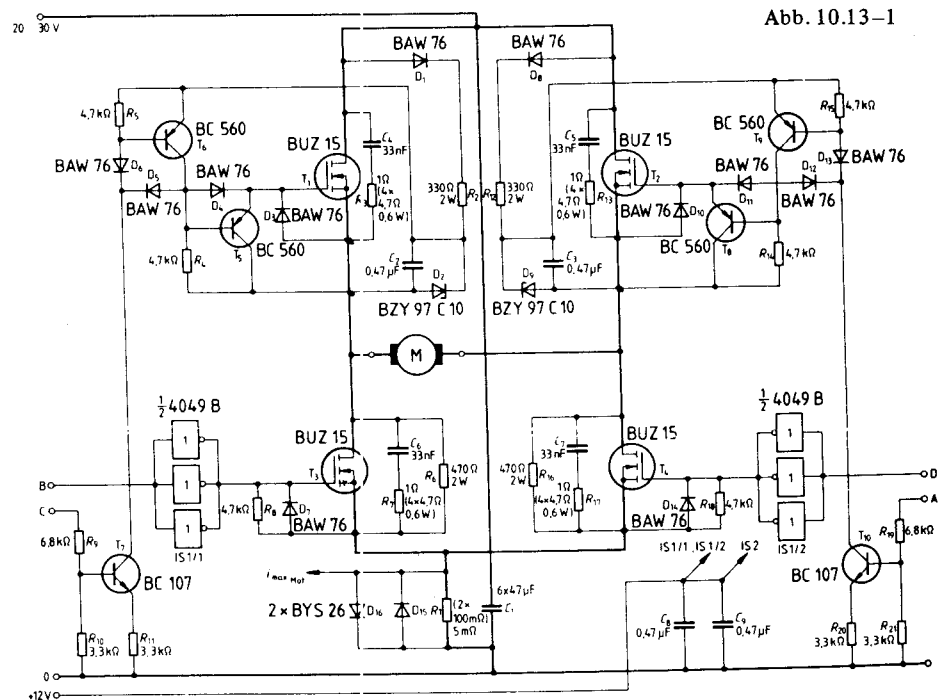 Abb. 10.13–1
20 30 V
BAW 76
D1
BAW 76
D8
4,7kΩ R5
BC 560
T6
BAW 76 D6
D5
BAW 76
BAW 76
D4
BUZ 15
T1
C4
33nF
1Ω
(4×
4,7Ω
0,6W)
D3
BAW 76
T5
BC 560
4,7kΩ
C2
0,47µF
D2
BZY 97 C 10
330Ω
2W
R2
R12
330Ω
2W
C5
33nF
1Ω
(4×
4,7Ω
0,6W)
R13
BUZ 15
T2
D10
BAW 76
BC 560
T8
C3
0,47µF
D9
BZY 97 C 10
R15
4,7kΩ
BC 560
T9
BAW 76
D13
BAW 76
D12
D11
BAW 76
R14
4,7kΩ
M
½ 4049 B
1
1
1
IS1/1
B
C
6,8kΩ R9
T7
BC 107
R10
3,3kΩ
R11
3,3kΩ
4,7kΩ R8
D7
BAW 76
BUZ 15
T3
C6
33nF
1Ω
R7 (4×4,7Ω
0,6W)
R6
470Ω
2W
470Ω
2W
R16
C7
33nF
1Ω
(4×4,7Ω
0,6W)
R17
BUZ 15
T4
D14
BAW 76
R18 4,7kΩ
½ 4049 B
1
1
1
IS1/2
D
A
R19
6,8kΩ
T10
BC 107
R20
3,3kΩ
R21
3,3kΩ
imax Mot
2 × BYS 26
D16
D15
R1 (2×
100mΩ)
5mΩ
6×47µF
C1
IS1/1, IS1/2
IS2
C8
0,47µF
C9
0,47µF
0
+12V